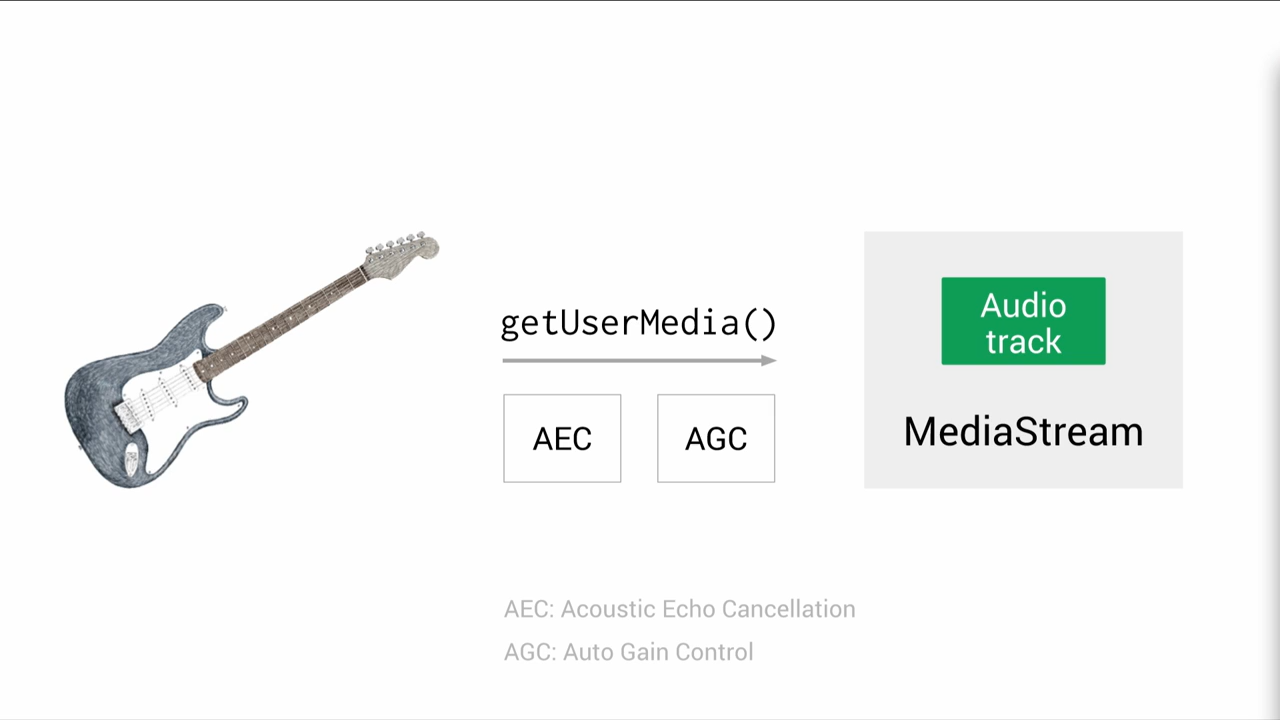 getUserMedia()
AEC
AGC
Audio
track
MediaStream
AEC: Acoustic Echo Cancellation
AGC: Auto Gain Control